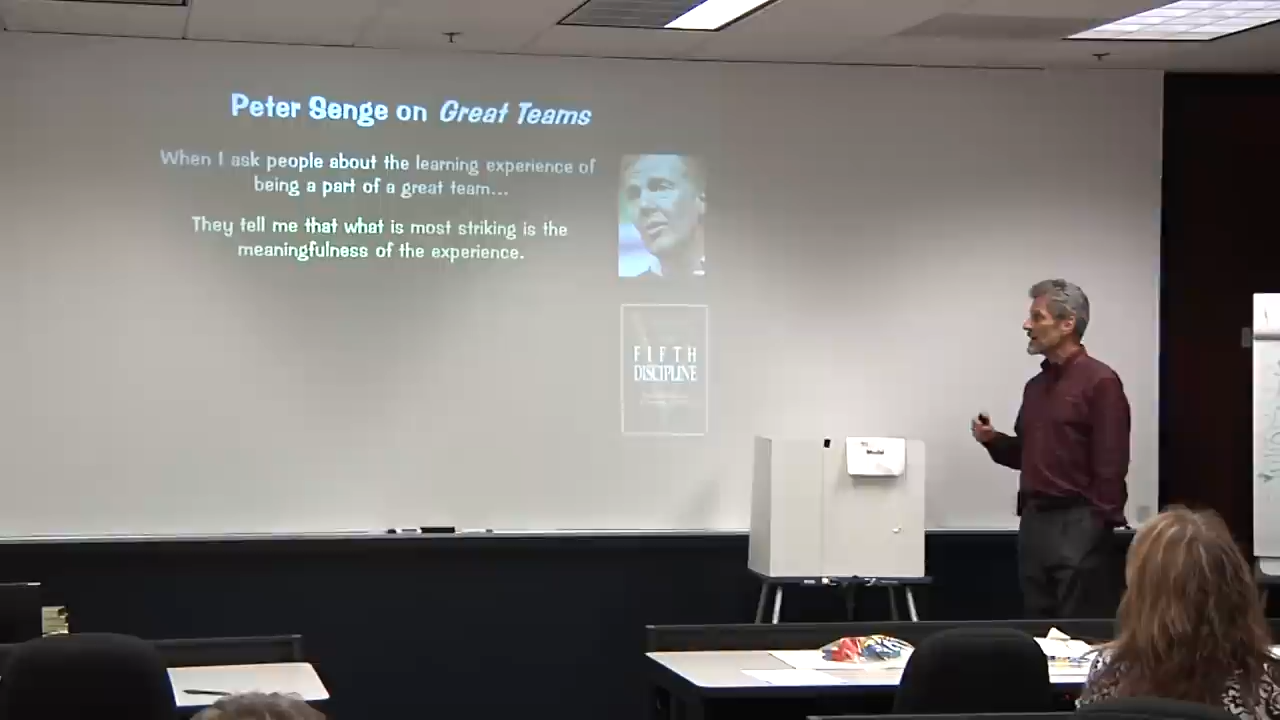 Peter Senge on Great Teams
When I ask people about the learning experience of
being a part of a great team...
They tell me that what is most striking is the
meaningfulness of the experience.
FIFTH
DISCIPLINE